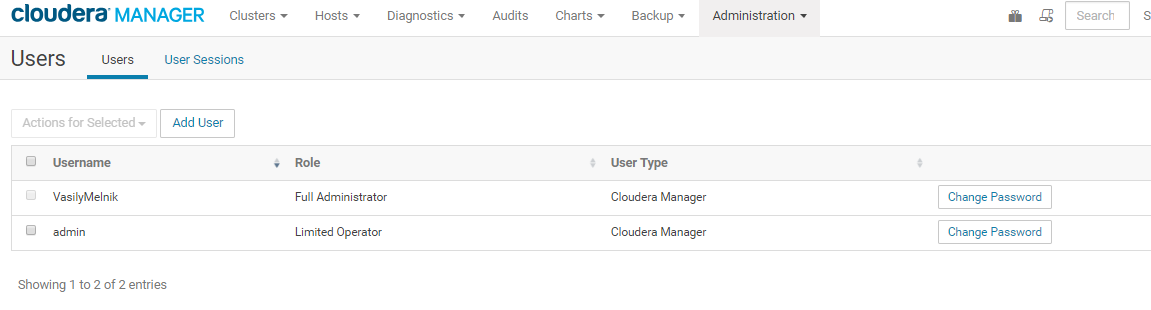 cloudera MANAGER Clusters Hosts Diagnostics Audits Charts Backup Administration Search S
Users Users User Sessions
Actions for Selected Add User
Username Role User Type
VasilyMelnik Full Administrator Cloudera Manager Change Password
admin Limited Operator Cloudera Manager Change Password
Showing 1 to 2 of 2 entries